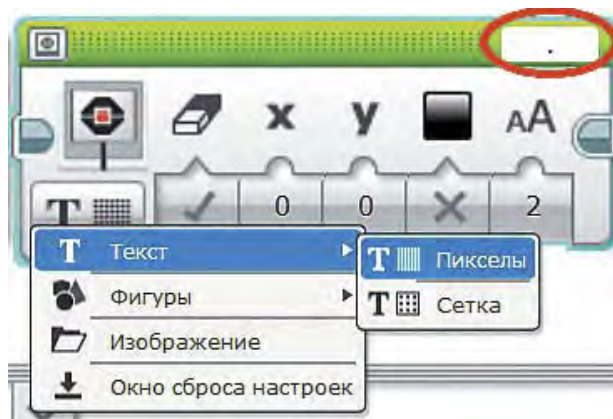 .
x y AA
T 0 0 2
T Текст
T Пикселы
Фигуры
T Сетка
Изображение
Окно сброса настроек